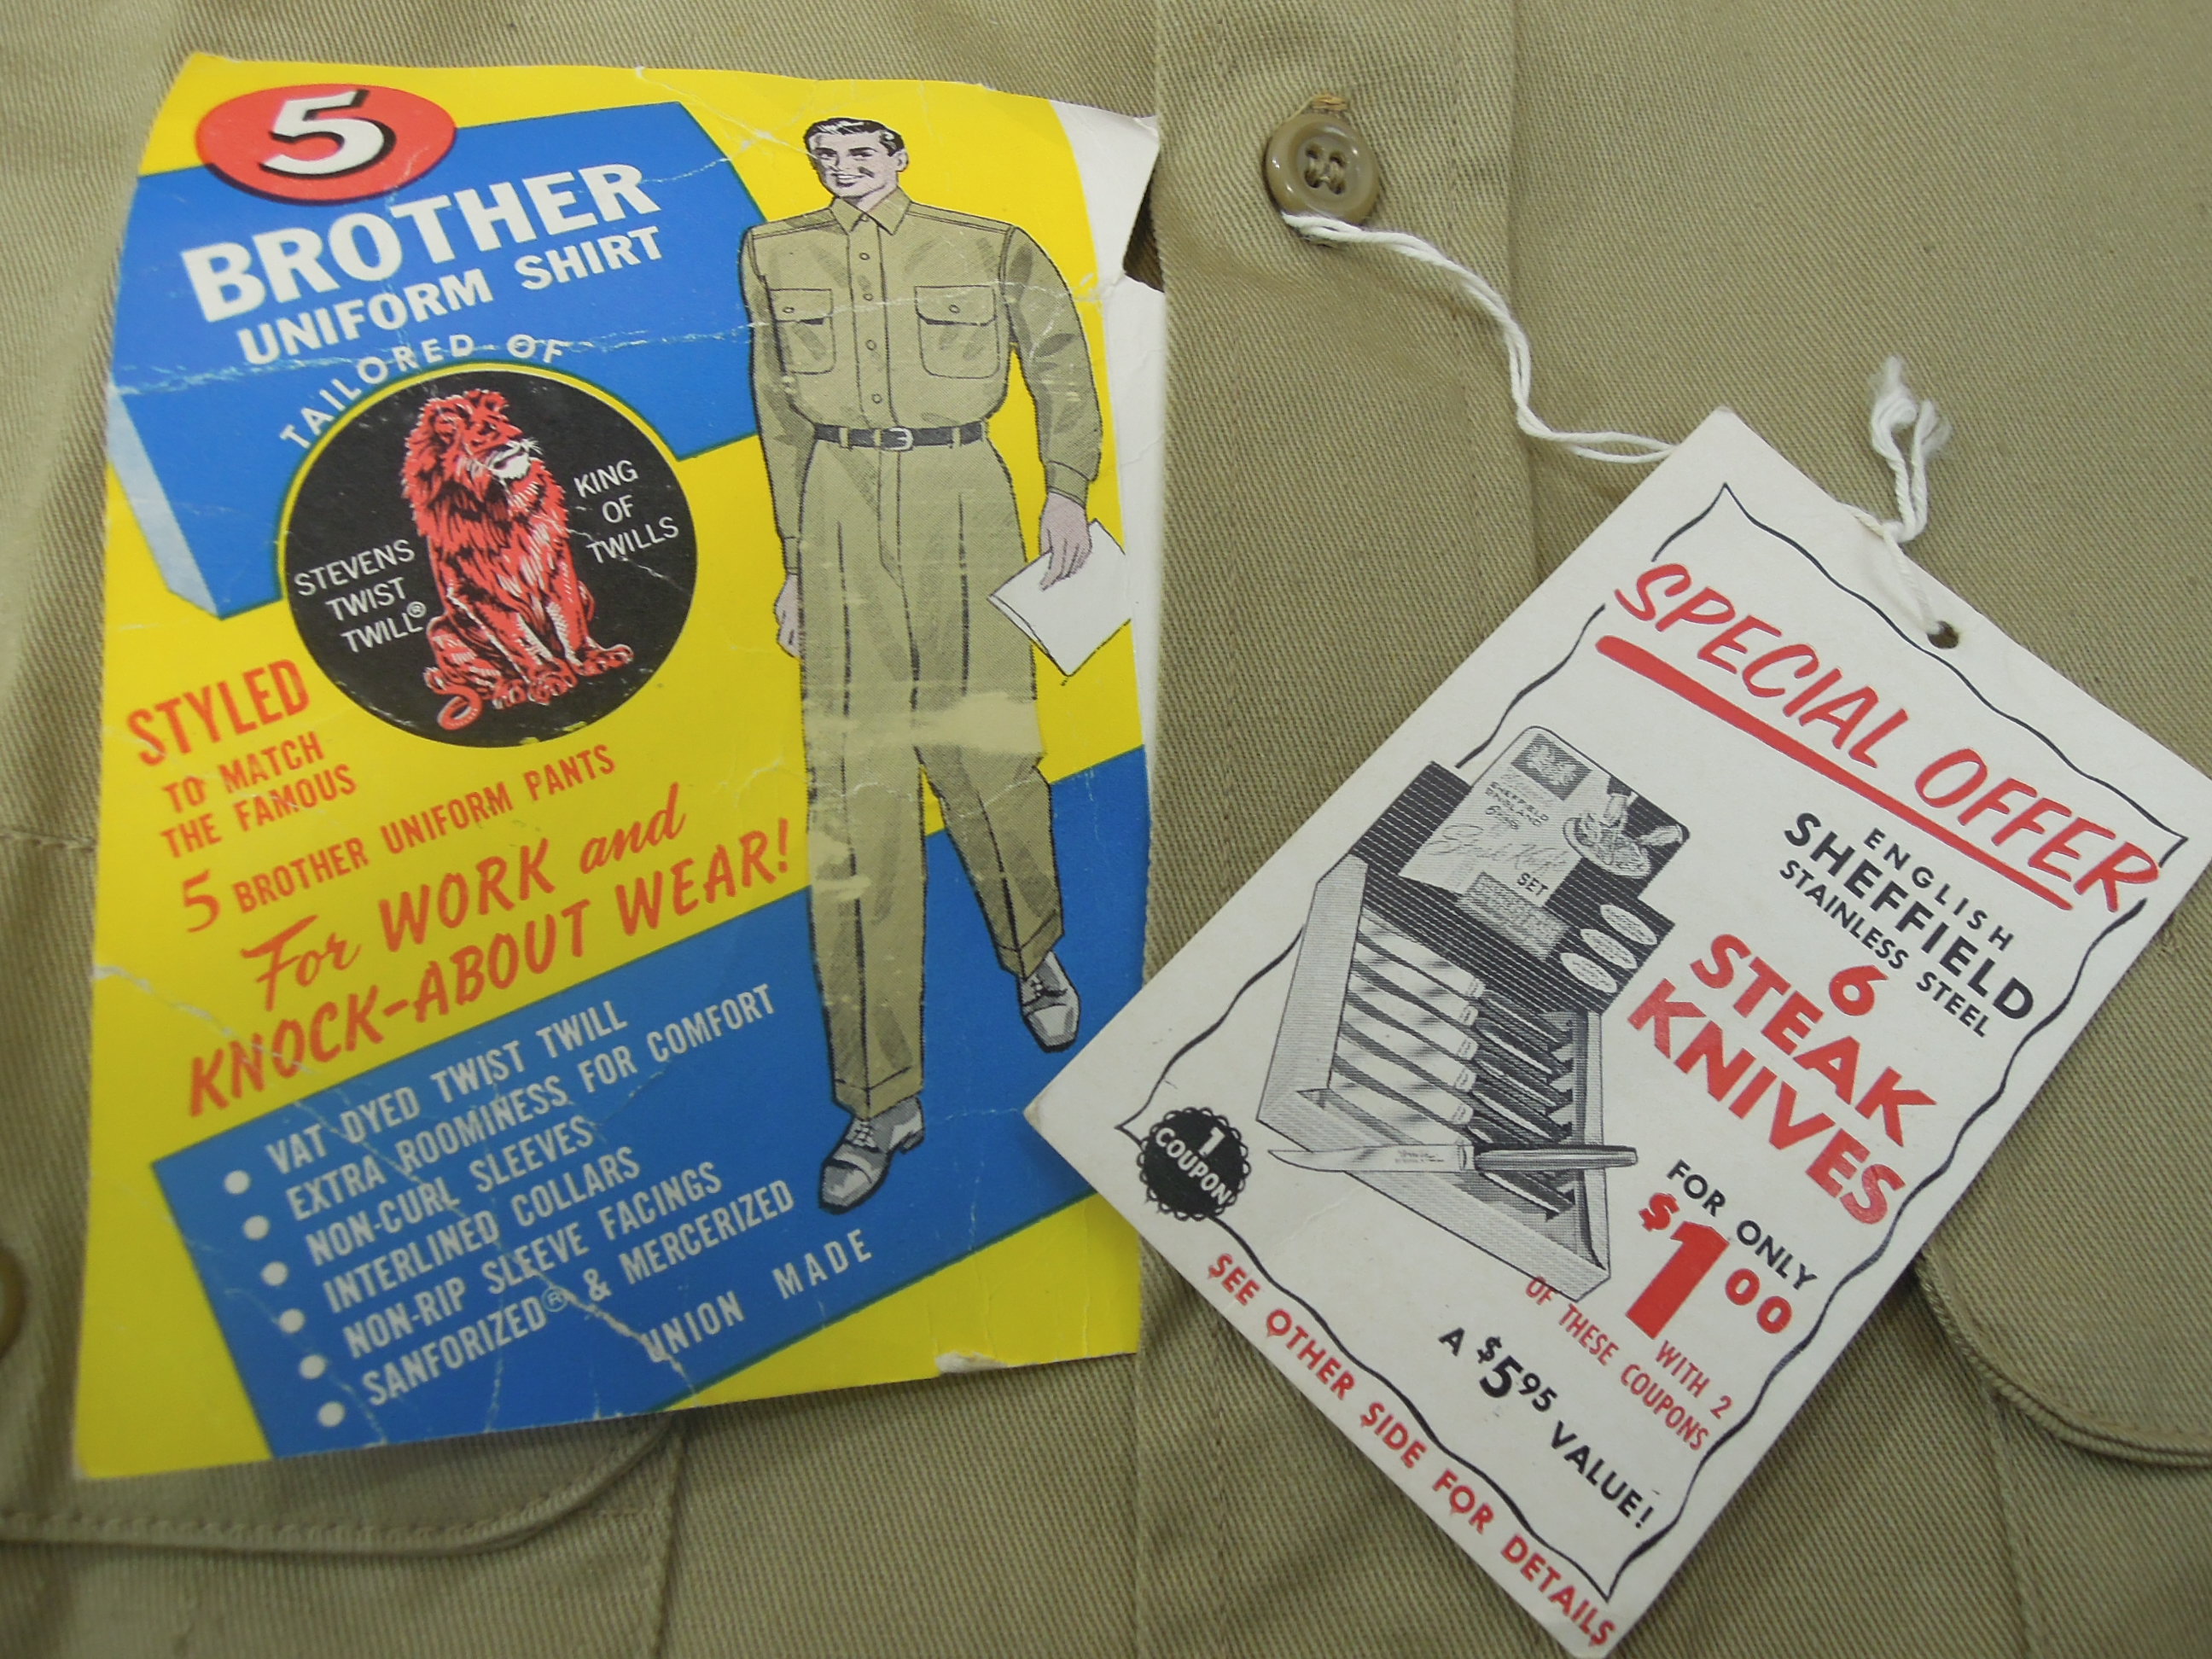 5
BROTHER
UNIFORM SHIRT
TAILORED OF
STEVENS
TWIST
TWILL®
KING
OF
TWILLS
STYLED
TO MATCH
THE FAMOUS
5 BROTHER UNIFORM PANTS
For WORK and
KNOCK-ABOUT WEAR!
• VAT DYED TWIST TWILL
• EXTRA ROOMINESS FOR COMFORT
• NON-CURL SLEEVES
• INTERLINED COLLARS
• NON-RIP SLEEVE FACINGS
• SANFORIZED® & MERCERIZED
UNION MADE
SPECIAL OFFER
ENGLISH
SHEFFIELD
STAINLESS STEEL
6
STEAK
KNIVES
FOR ONLY
$1.00
WITH 2
OF THESE COUPONS
A $5.95 VALUE!
SHEFFIELD
ENGLAND
SET
1
COUPON
SEE OTHER SIDE FOR DETAILS